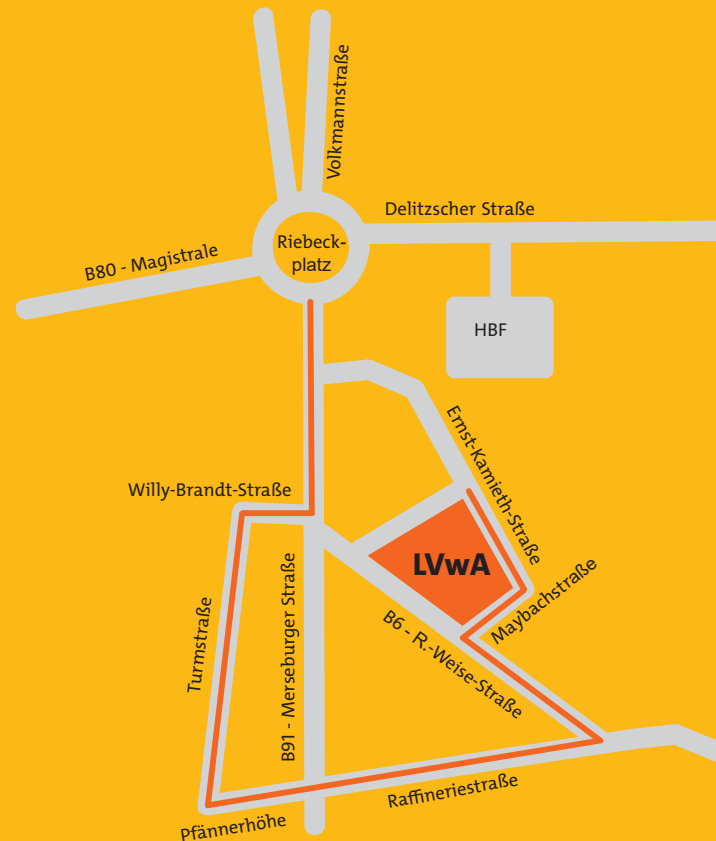 Volkmannstraße
Delitzscher Straße
Riebeck-
platz
B80 - Magistrale
HBF
Ernst-Kamieth-Straße
Willy-Brandt-Straße
LVwA
Maybachstraße
B6 - R.-Weise-Straße
Turmstraße
B91 - Merseburger Straße
Raffineriestraße
Pfännerhöhe